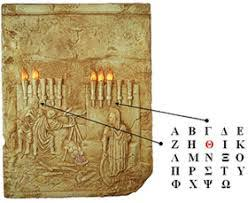 Α Β Γ Δ Ε
Ζ Η Θ Ι Κ
Λ Μ Ν Ξ Ο
Π Ρ Σ Τ Υ
Φ Χ Ψ Ω